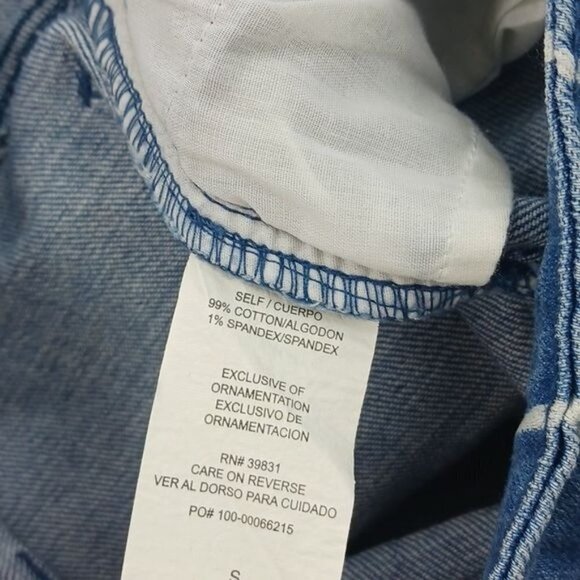 SELF / CUERPO
99% COTTON/ALGODON
1% SPANDEX/SPANDEX
EXCLUSIVE OF
ORNAMENTATION
EXCLUSIVO DE
ORNAMENTACION
RN# 39831
CARE ON REVERSE
VER AL DORSO PARA CUIDADO
PO# 100-00066215
S